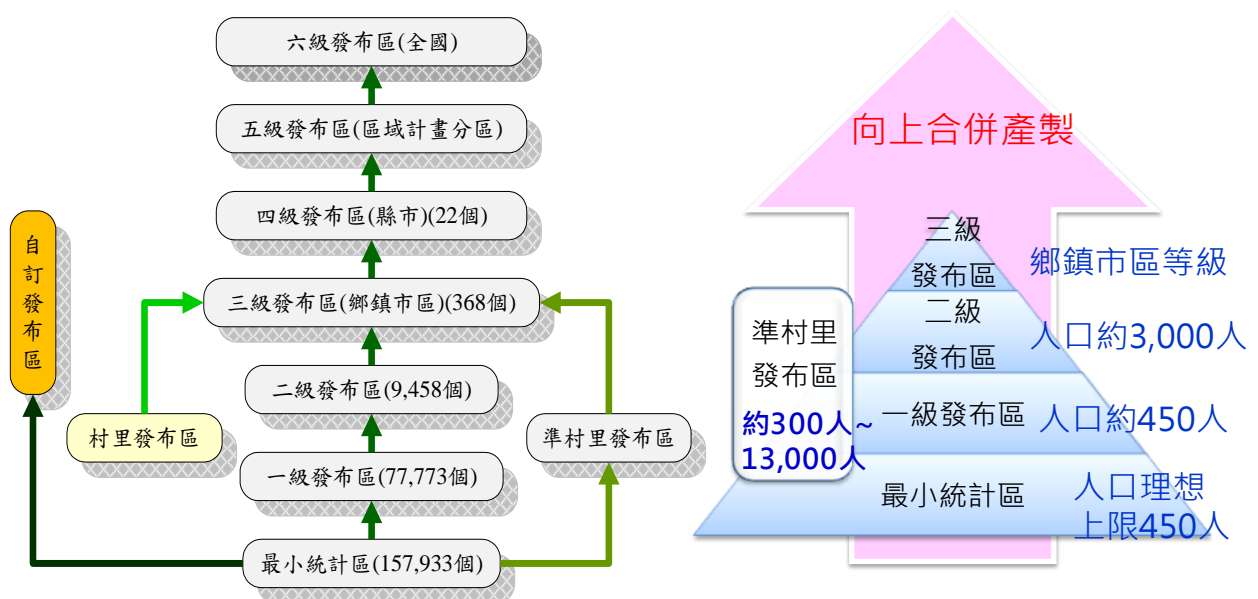 六級發布區(全國)
五級發布區(區域計畫分區)
四級發布區(縣市)(22個)
三級發布區(鄉鎮市區)(368個)
二級發布區(9,458個)
一級發布區(77,773個)
最小統計區(157,933個)
自訂發布區
村里發布區
準村里發布區
向上合併產製
三級
發布區
鄉鎮市區等級
二級
發布區
人口約3,000人
一級發布區
人口約450人
最小統計區
人口理想
上限450人
準村里
發布區
約300人~
13,000人